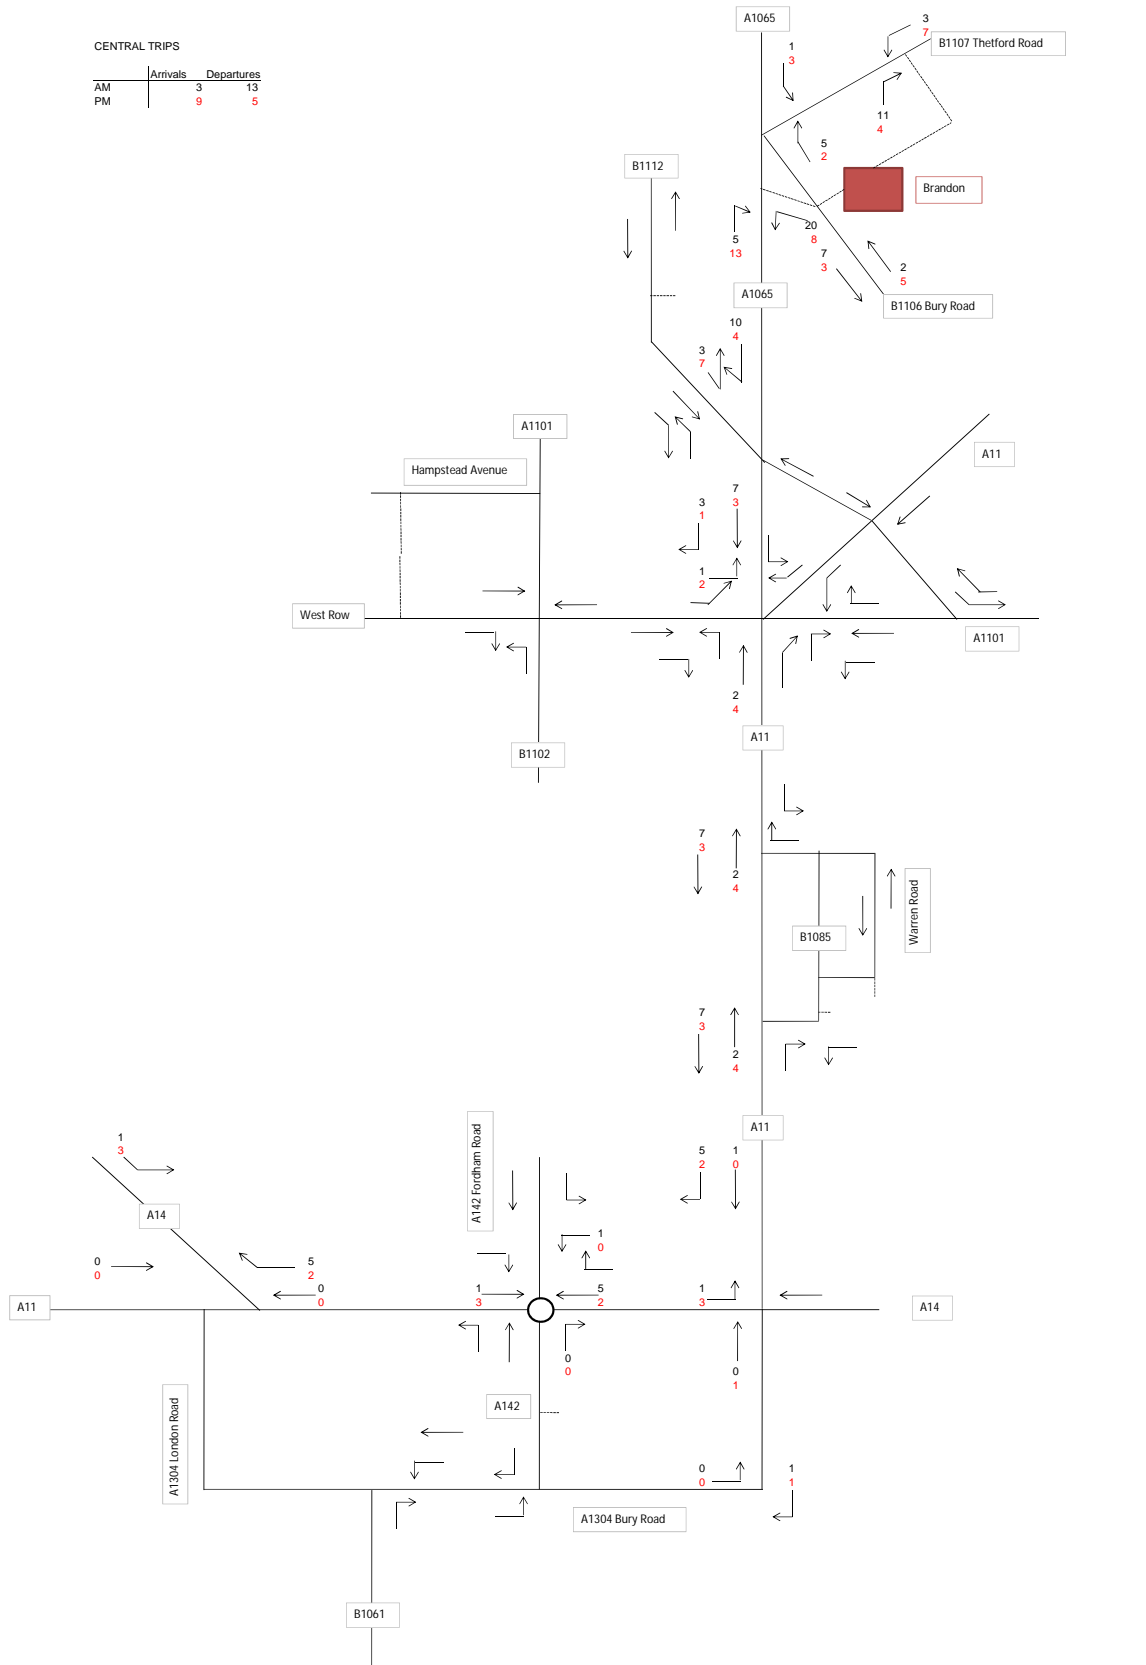 CENTRAL TRIPS
Arrivals Departures
AM 3 13
PM 9 5
A1065
3
7
B1107 Thetford Road
1
3
11
4
5
2
B1112
Brandon
20
8
5
13
7
3
2
5
A1065
B1106 Bury Road
10
4
3
7
A1101
Hampstead Avenue
A11
7
3
3
1
1
2
West Row
A1101
2
4
A11
B1102
7
3
2
4
Warren Road
B1085
7
3
2
4
A142 Fordham Road
A11
1
3
5
2
1
0
A14
1
0
0
0
5
2
0
0
1
3
5
2
1
3
A11
A14
0
0
0
1
A1304 London Road
A142
0
0
1
1
A1304 Bury Road
B1061